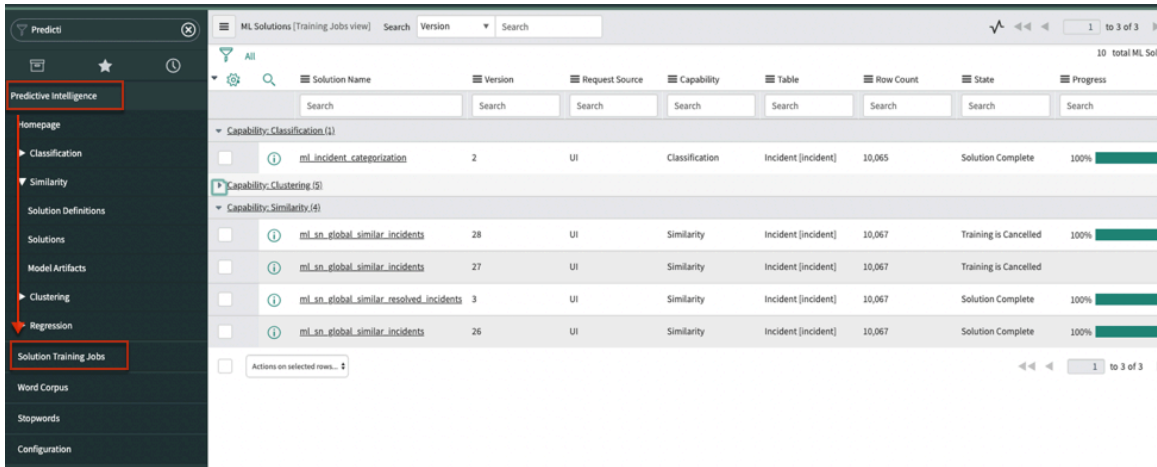 Predicti
ML Solutions [Training Jobs view] Search Version Search 1 to 3 of 3
All 10 total ML Sol
Solution Name Version Request Source Capability Table Row Count State Progress
Search Search Search Search Search Search Search Search
Capability: Classification (1)
ml_incident_categorization 2 UI Classification Incident [incident] 10,065 Solution Complete 100%
Capability: Clustering (5)
Capability: Similarity (4)
ml_sn_global_similar_incidents 28 UI Similarity Incident [incident] 10,067 Training is Cancelled 100%
ml_sn_global_similar_incidents 27 UI Similarity Incident [incident] 10,067 Training is Cancelled
ml_sn_global_similar_resolved_incidents 3 UI Similarity Incident [incident] 10,067 Solution Complete 100%
ml_sn_global_similar_incidents 26 UI Similarity Incident [incident] 10,067 Solution Complete 100%
Actions on selected rows... 1 to 3 of 3
Predictive Intelligence
Homepage
Classification
Similarity
Solution Definitions
Solutions
Model Artifacts
Clustering
Regression
Solution Training Jobs
Word Corpus
Stopwords
Configuration